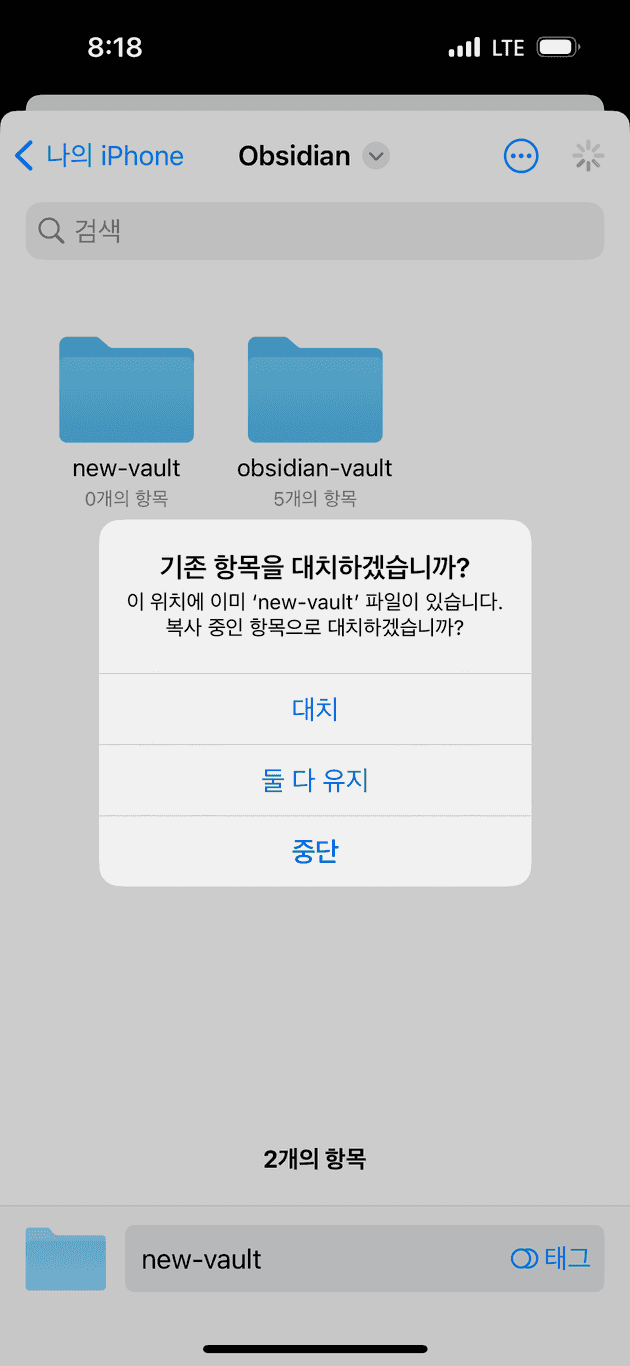 8:18
LTE
나의 iPhone
Obsidian
검색
new-vault
0개의 항목
obsidian-vault
5개의 항목
기존 항목을 대치하겠습니까?
이 위치에 이미 ‘new-vault’ 파일이 있습니다.
복사 중인 항목으로 대치하겠습니까?
대치
둘 다 유지
중단
2개의 항목
new-vault
태그